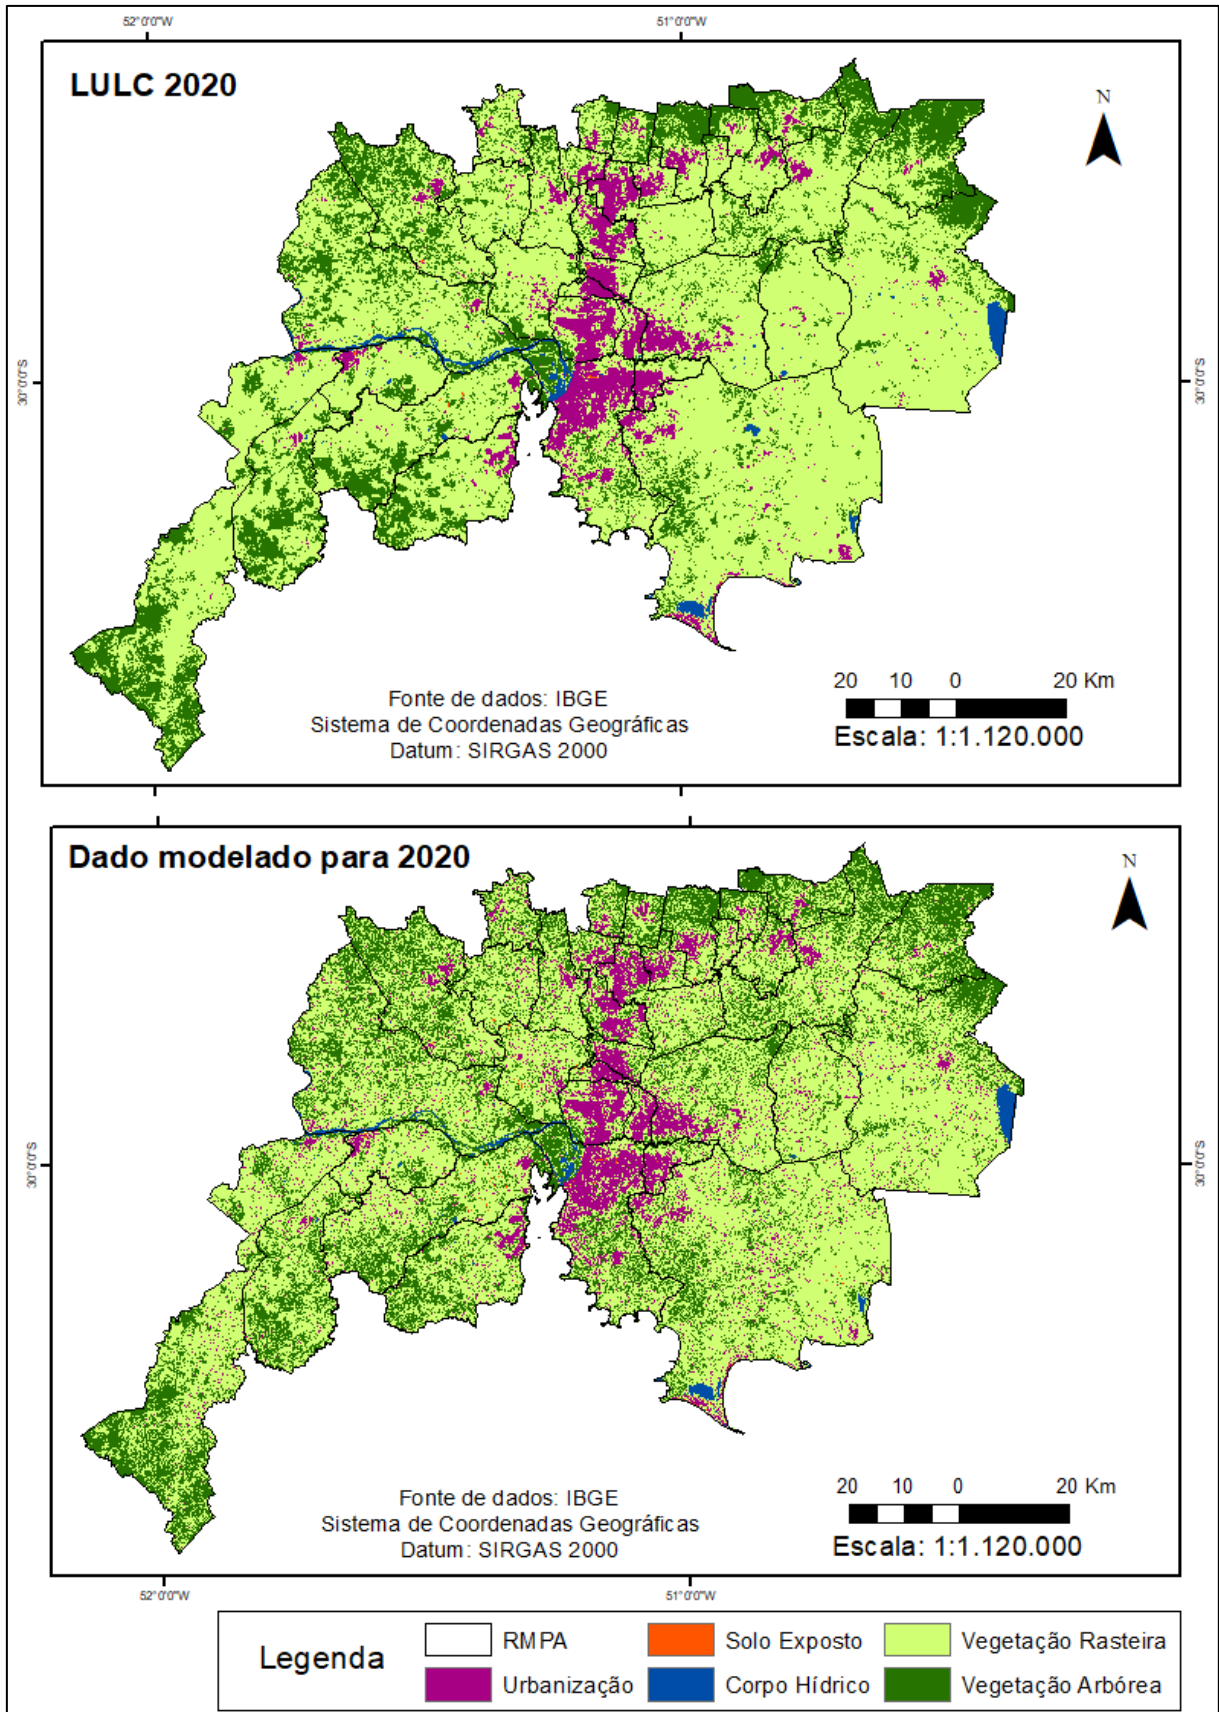 52°0'0"W
51°0'0"W
LULC 2020
N
30°0'0"S
30°0'0"S
20 10 0 20 Km
Escala: 1:1.120.000
Fonte de dados: IBGE
Sistema de Coordenadas Geográficas
Datum: SIRGAS 2000
Dado modelado para 2020
N
30°0'0"S
30°0'0"S
20 10 0 20 Km
Escala: 1:1.120.000
Fonte de dados: IBGE
Sistema de Coordenadas Geográficas
Datum: SIRGAS 2000
52°0'0"W
51°0'0"W
Legenda
RMPA
Solo Exposto
Vegetação Rasteira
Urbanização
Corpo Hídrico
Vegetação Arbórea